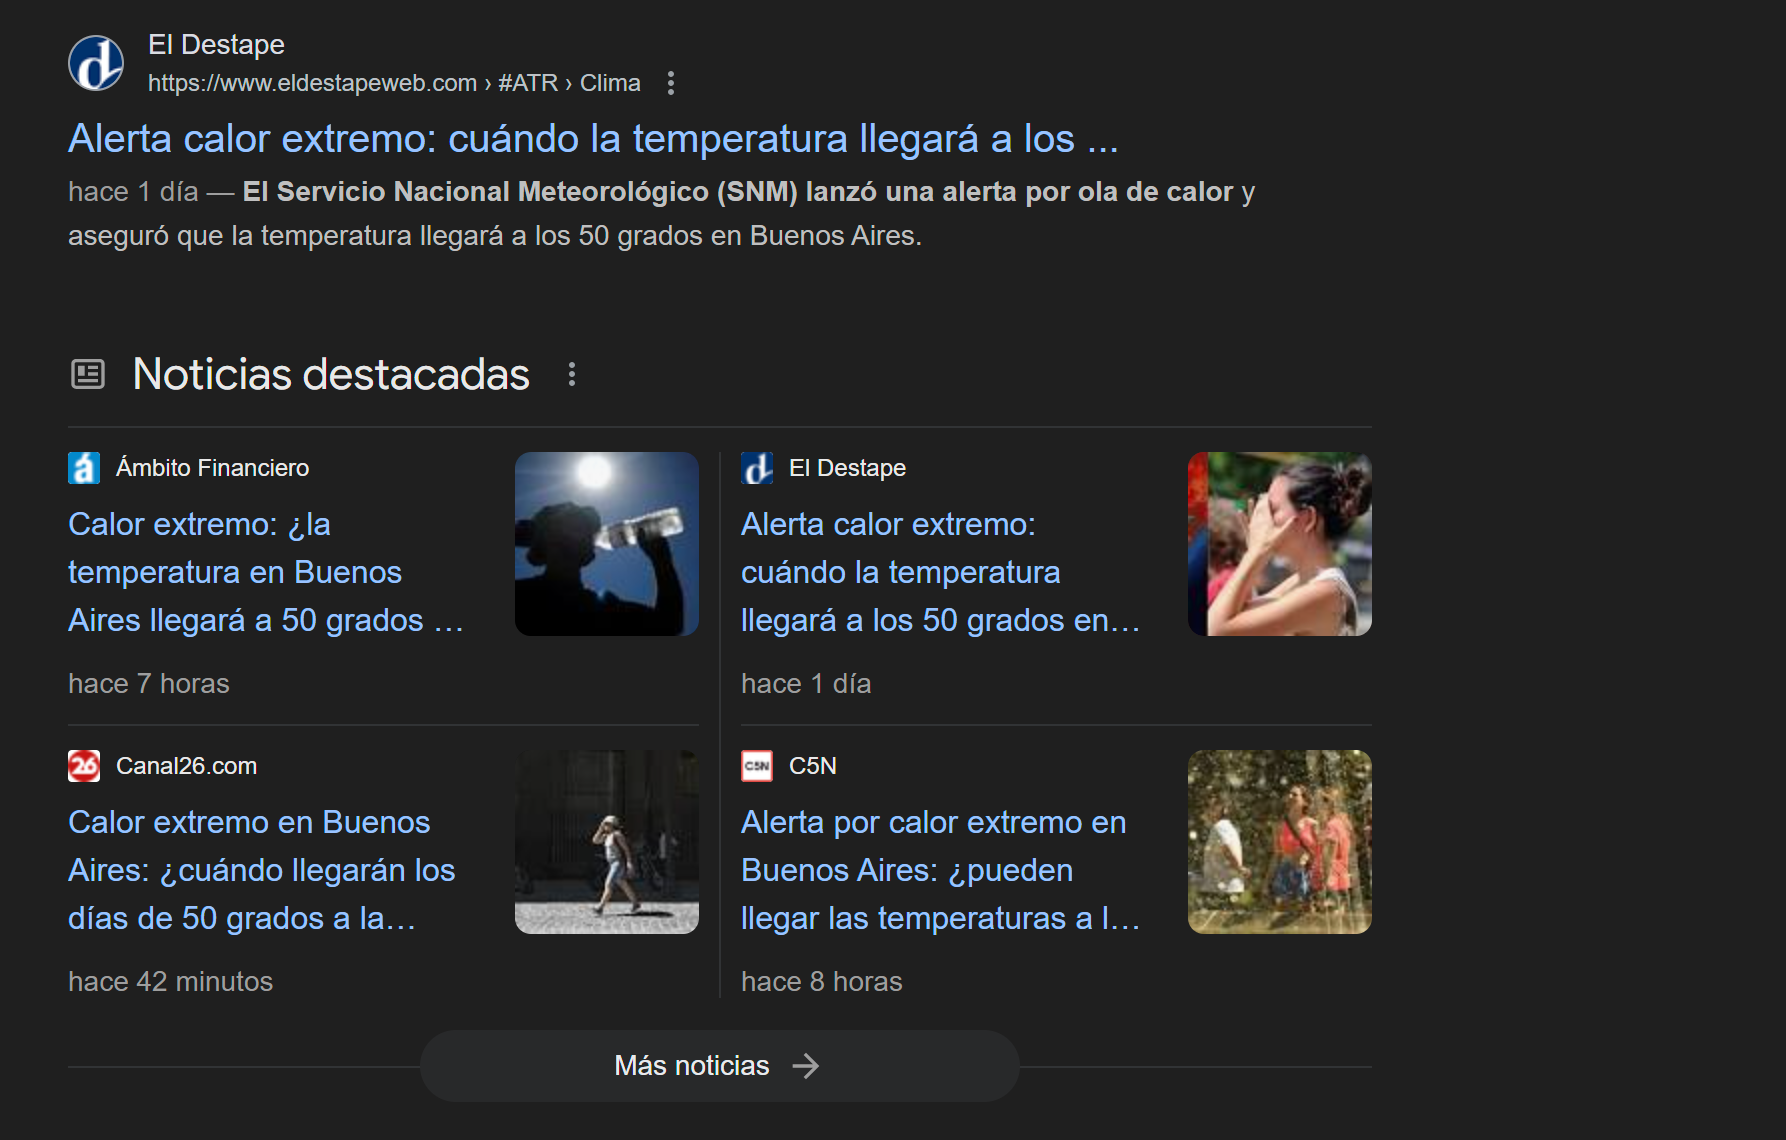 El Destape
https://www.eldestapeweb.com › #ATR › Clima
Alerta calor extremo: cuándo la temperatura llegará a los ...
hace 1 día — El Servicio Nacional Meteorológico (SNM) lanzó una alerta por ola de calor y
aseguró que la temperatura llegará a los 50 grados en Buenos Aires.
Noticias destacadas
Ámbito Financiero
Calor extremo: ¿la
temperatura en Buenos
Aires llegará a 50 grados …
hace 7 horas
El Destape
Alerta calor extremo:
cuándo la temperatura
llegará a los 50 grados en…
hace 1 día
26 Canal26.com
Calor extremo en Buenos
Aires: ¿cuándo llegarán los
días de 50 grados a la…
hace 42 minutos
C5N C5N
Alerta por calor extremo en
Buenos Aires: ¿pueden
llegar las temperaturas a l…
hace 8 horas
Más noticias